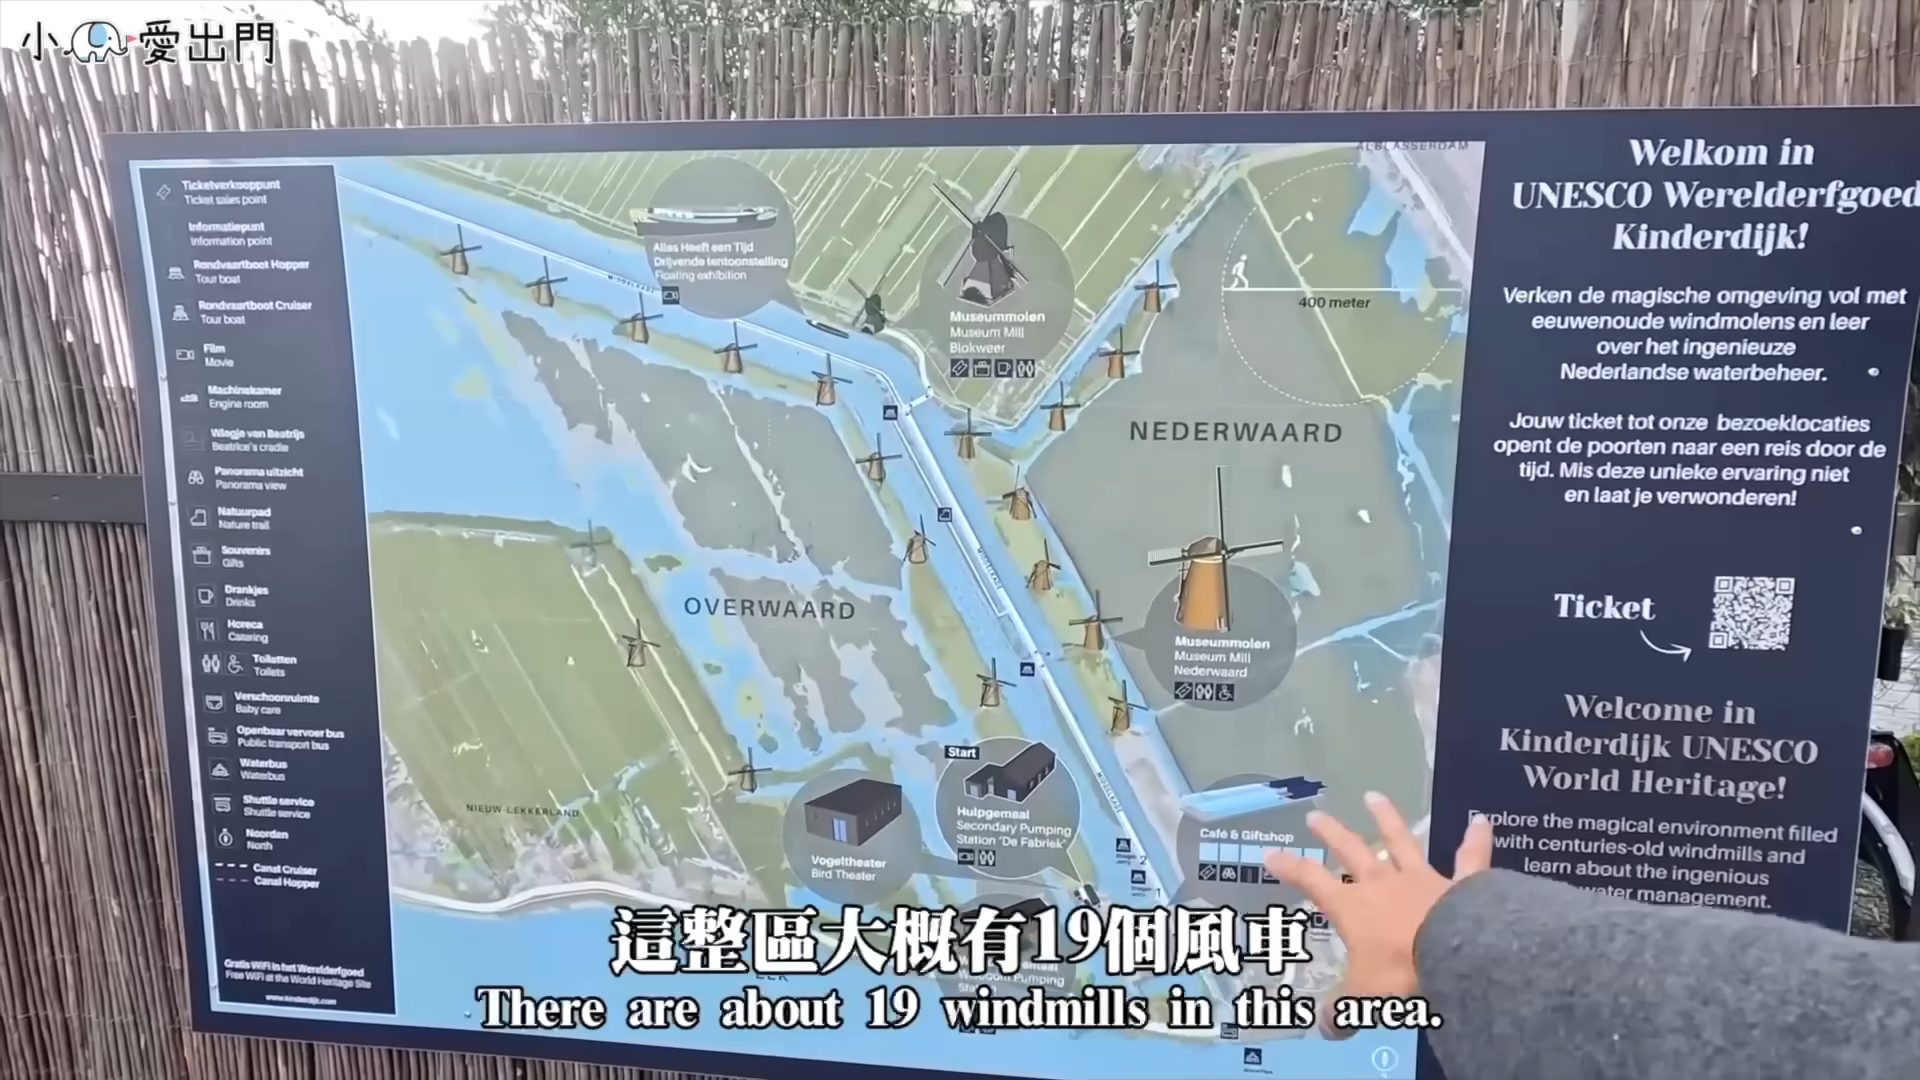 小 愛出門
Ticketverkooppunt
Ticket sales point
Informatiepunt
Information point
Rondvaartboot Hopper
Tour boat
Rondvaartboot Cruiser
Tour boat
Film
Movie
Machinekamer
Engine room
Wiegje van Beatrijs
Beatrice's cradle
Panorama uitzicht
Panorama view
Natuurpad
Nature trail
Souvenirs
Gifts
Drankjes
Drinks
Horeca
Catering
Toiletten
Toilets
Verschoonruimte
Baby care
Openbaar vervoer bus
Public transport bus
Waterbus
Waterbus
Shuttle service
Shuttle service
Noorden
North
Canal Cruiser
Canal Hopper
Gratis WiFi in het Werelderfgoed
Free WiFi at the World Heritage Site
www.kinderdijk.com
ALBLASSERDAM
Alles Heeft een Tijd
Drijvende tentoonstelling
Floating exhibition
Museummolen
Museum Mill
Blokweer
400 meter
NEDERWAARD
OVERWAARD
Museummolen
Museum Mill
Nederwaard
NIEUW-LEKKERLAND
Start
Hulpgemaal
Secondary Pumping
Station 'De Fabriek'
Vogeltheater
Bird Theater
Café & Giftshop
Welkom in
UNESCO Werelderfgoed
Kinderdijk!
Verken de magische omgeving vol met
eeuwenoude windmolens en leer
over het ingenieuze
Nederlandse waterbeheer.
Jouw ticket tot onze bezoeklocaties
opent de poorten naar een reis door de
tijd. Mis deze unieke ervaring niet
en laat je verwonderen!
Ticket
Welcome in
Kinderdijk UNESCO
World Heritage!
Explore the magical environment filled
with centuries-old windmills and
learn about the ingenious
water management.
這整區大概有19個風車
There are about 19 windmills in this area.